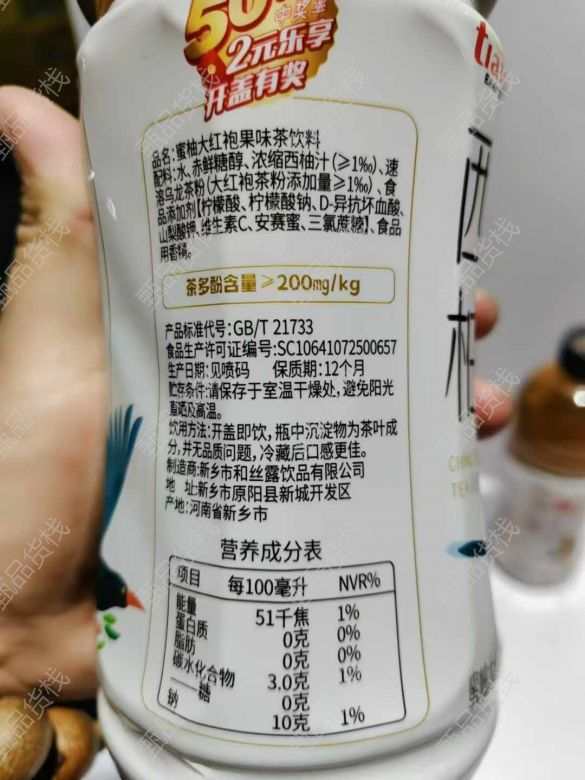 50
中奖率
2元乐享
开盖有奖
品名:蜜柚大红袍果味茶饮料
配料:水、赤鲜糖醇、浓缩西柚汁(≥1‰)、速
溶乌龙茶粉(大红袍茶粉添加量≥1‰)、食
品添加剂【柠檬酸、柠檬酸钠、D-异抗坏血酸、
山梨酸钾、维生素C、安赛蜜、三氯蔗糖】、食品
用香精。
茶多酚含量≥200mg/kg
产品标准代号:GB/T 21733
食品生产许可证编号:SC10641072500657
生产日期:见喷码 保质期:12个月
贮存条件:请保存于室温干燥处,避免阳光
直晒及高温。
饮用方法:开盖即饮,瓶中沉淀物为茶叶成
分,并无品质问题,冷藏后口感更佳。
制造商:新乡市和丝露饮品有限公司
地 址:新乡市原阳县新城开发区
产地:河南省新乡市
营养成分表
项目 每100毫升 NVR%
能量 51千焦 1%
蛋白质 0克 0%
脂肪 0克 0%
碳水化合物 3.0克 1%
——糖 0克
钠 10克 1%
西
柚
甄品货栈